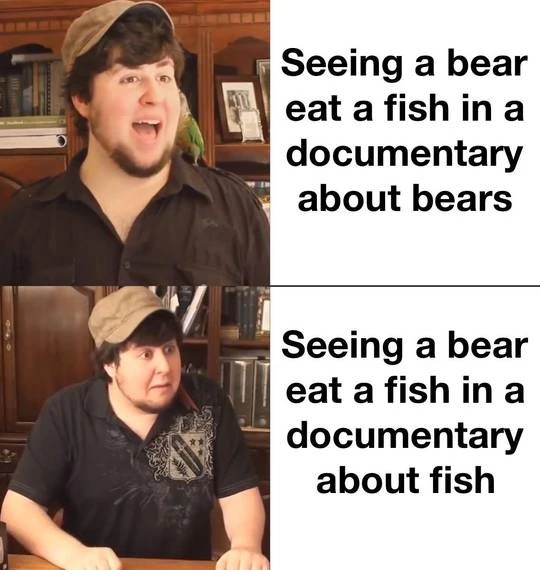 Seeing a bear
eat a fish in a
documentary
about bears
Seeing a bear
eat a fish in a
documentary
about fish